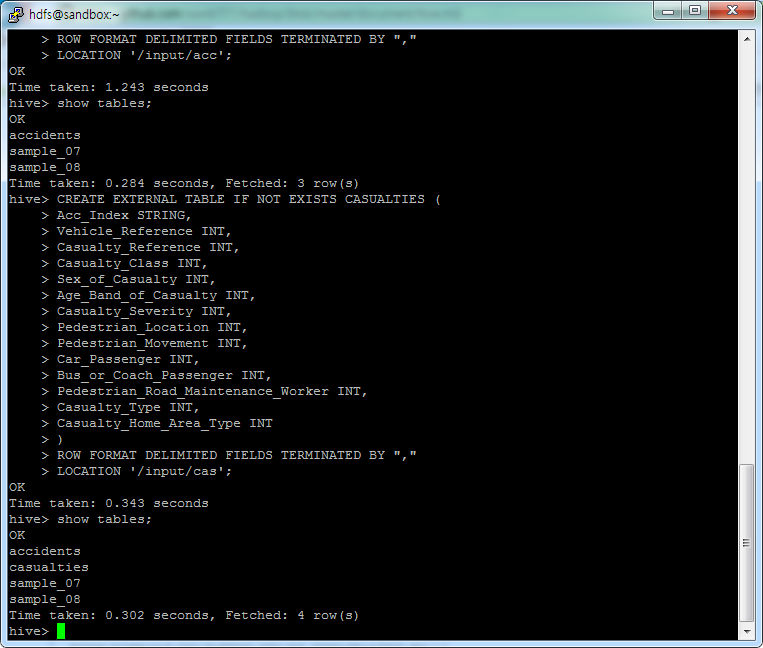 hdfs@sandbox:~
    > ROW FORMAT DELIMITED FIELDS TERMINATED BY ","
    > LOCATION '/input/acc';
OK
Time taken: 1.243 seconds
hive> show tables;
OK
accidents
sample_07
sample_08
Time taken: 0.284 seconds, Fetched: 3 row(s)
hive> CREATE EXTERNAL TABLE IF NOT EXISTS CASUALTIES (
    > Acc_Index STRING,
    > Vehicle_Reference INT,
    > Casualty_Reference INT,
    > Casualty_Class INT,
    > Sex_of_Casualty INT,
    > Age_Band_of_Casualty INT,
    > Casualty_Severity INT,
    > Pedestrian_Location INT,
    > Pedestrian_Movement INT,
    > Car_Passenger INT,
    > Bus_or_Coach_Passenger INT,
    > Pedestrian_Road_Maintenance_Worker INT,
    > Casualty_Type INT,
    > Casualty_Home_Area_Type INT
    > )
    > ROW FORMAT DELIMITED FIELDS TERMINATED BY ","
    > LOCATION '/input/cas';
OK
Time taken: 0.343 seconds
hive> show tables;
OK
accidents
casualties
sample_07
sample_08
Time taken: 0.302 seconds, Fetched: 4 row(s)
hive>